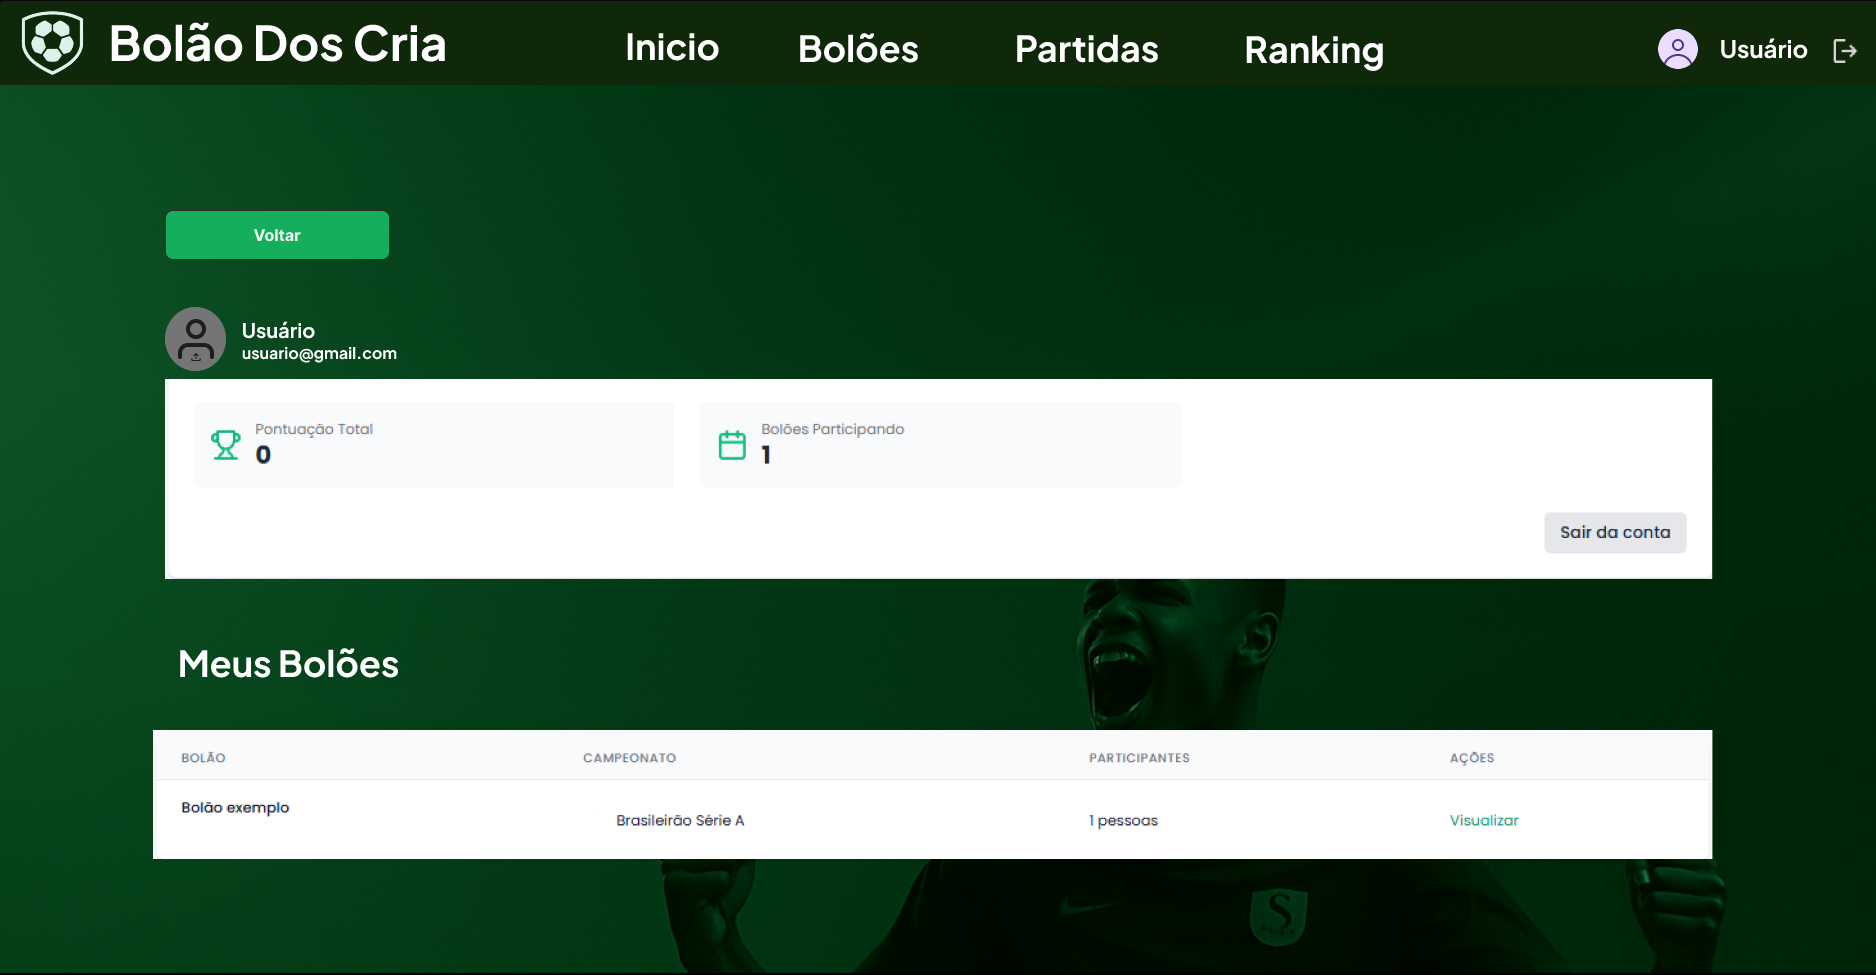 Bolão Dos Cria
Inicio
Bolões
Partidas
Ranking
Usuário
Voltar
Usuário
usuario@gmail.com
Pontuação Total
0
Bolões Participando
1
Sair da conta
Meus Bolões
BOLÃO CAMPEONATO PARTICIPANTES AÇÕES
Bolão exemplo
Brasileirão Série A 1 pessoas Visualizar
S